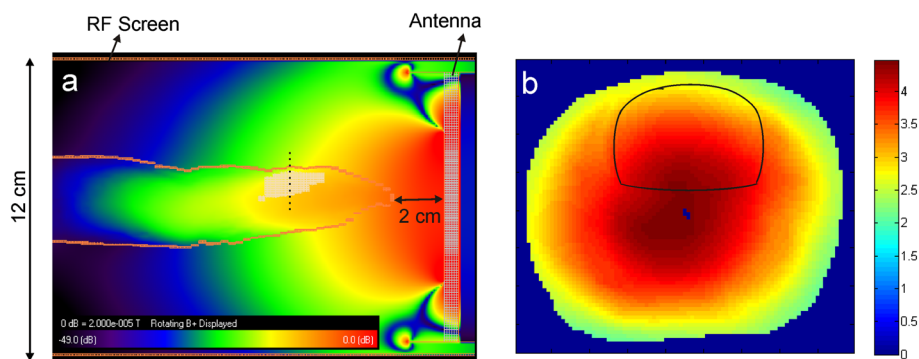 RF Screen
Antenna
a
12 cm
2 cm
0 dB = 2.000e-005 T Rotating B+ Displayed
-49.0 (dB)
0.0 (dB)
b
4
3.5
3
2.5
2
1.5
1
0.5
0